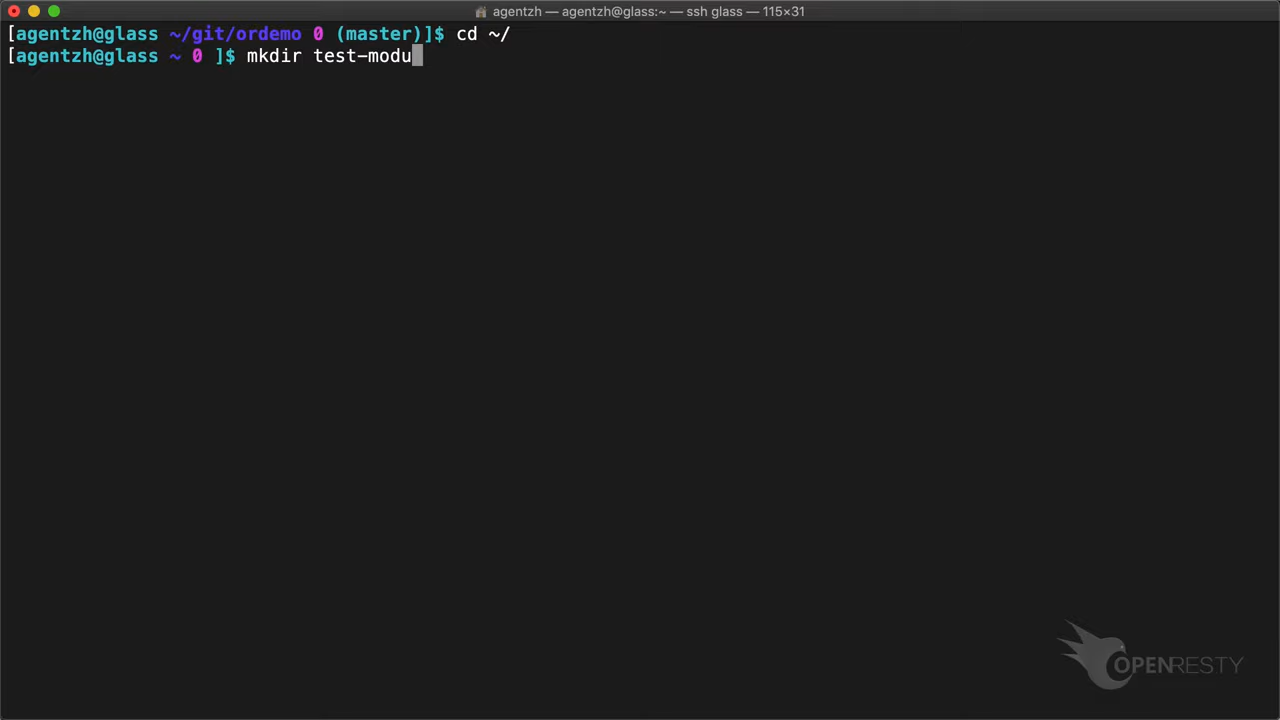 agentzh — agentzh@glass:~ — ssh glass — 115×31
[agentzh@glass ~/git/ordemo 0 (master)]$ cd ~/
[agentzh@glass ~ 0 ]$ mkdir test-modu
OPENRESTY